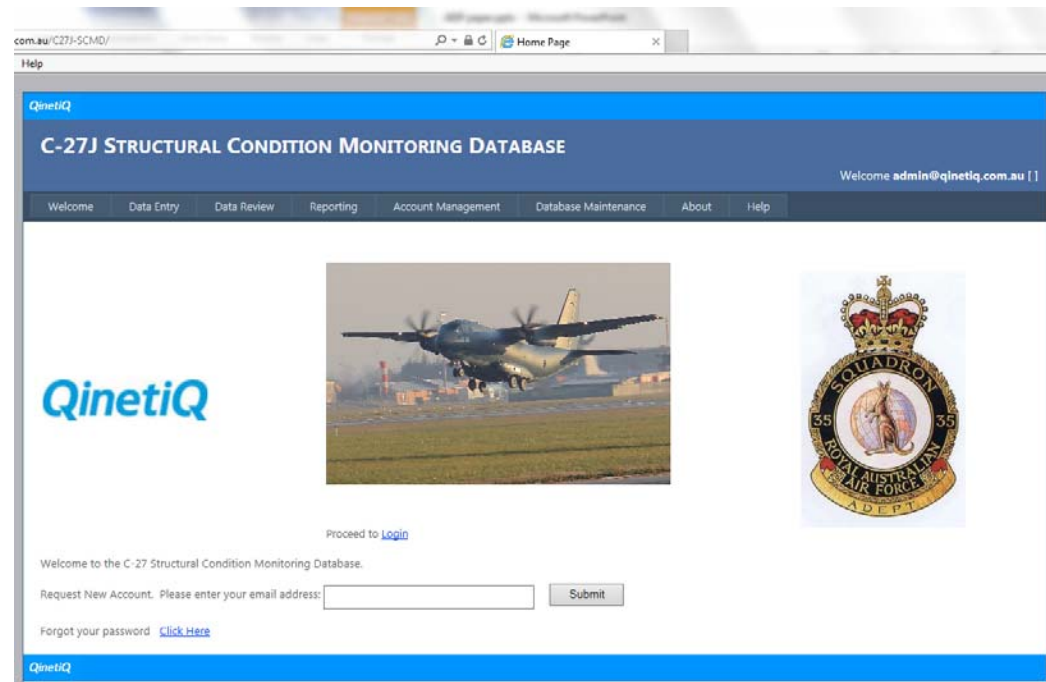 com.au/C27J-SCMD/
Home Page
Help
QinetiQ
C-27J STRUCTURAL CONDITION MONITORING DATABASE
Welcome admin@qinetiq.com.au [ ]
Welcome Data Entry Data Review Reporting Account Management Database Maintenance About Help
QinetiQ
SQUADRON
35 35
ROYAL AUSTRALIAN
AIR FORCE
ADEPT
Proceed to Login
Welcome to the C-27 Structural Condition Monitoring Database.
Request New Account. Please enter your email address: Submit
Forgot your password Click Here
QinetiQ